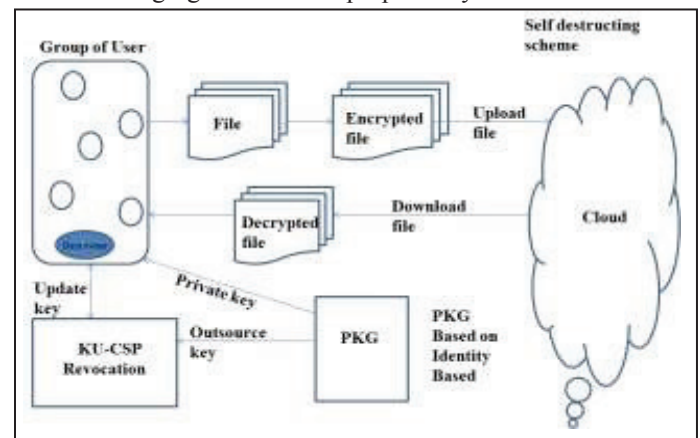 Self destructing
scheme
Group of User
File
Encrypted
file
Upload
file
Decrypted
file
Download
file
Cloud
Update
key
Private key
KU-CSP
Revocation
Outsource
key
PKG
PKG
Based on
Identity
Based